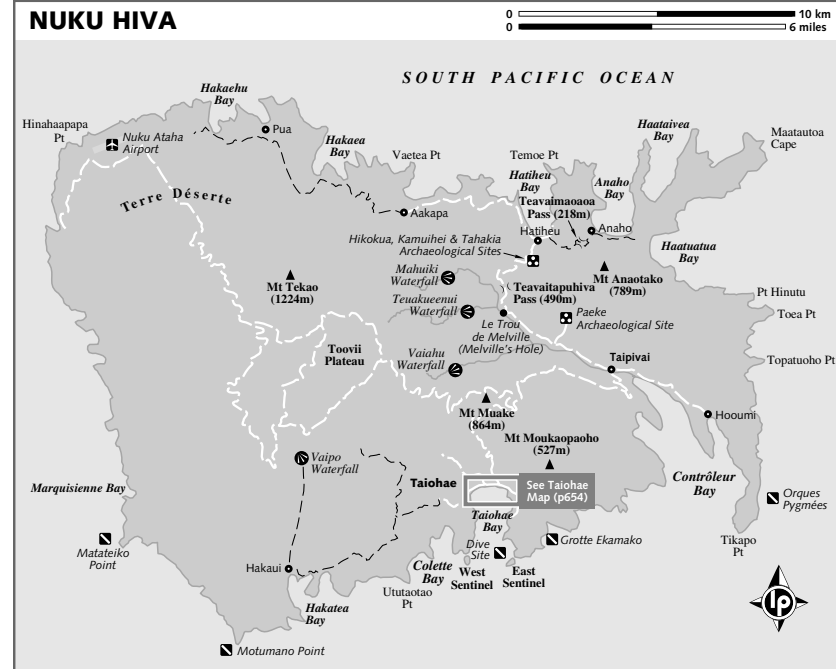 NUKU HIVA
0 10 km
0 6 miles
SOUTH PACIFIC OCEAN
Hakaehu
Bay
Hinahaapapa
Pt
Nuku Ataha
Airport
Pua
Hakaea
Bay
Vaetea Pt
Temoe Pt
Haataivea
Bay
Maatautoa
Cape
Hatiheu
Bay
Anaho
Bay
Terre Déserte
Teavaimaoaoa
Pass (218m)
Aakapa
Hatiheu
Anaho
Hikokua, Kamuihei & Tahakia
Archaeological Sites
Haatuatua
Bay
Mahuiki
Waterfall
Mt Tekao
(1224m)
Teavaitapuhiva
Pass (490m)
Mt Anaotako
(789m)
Teuakueenui
Waterfall
Pt Hinutu
Toea Pt
Le Trou
de Melville
(Melville's Hole)
Paeke
Archaeological Site
Toovii
Plateau
Vaiahu
Waterfall
Taipivai
Topatuoho Pt
Mt Muake
(864m)
Hooumi
Mt Moukaopaoho
(527m)
Vaipo
Waterfall
Marquisienne Bay
Taiohae
See Taiohae
Map (p654)
Contrôleur
Bay
Orques
Pygmées
Taiohae
Bay
Matateiko
Point
Dive
Site
Grotte Ekamako
Tikapo
Pt
Hakaui
Colette
Bay
West
Sentinel
East
Sentinel
Ututaotao
Pt
Hakatea
Bay
Motumano Point
lp